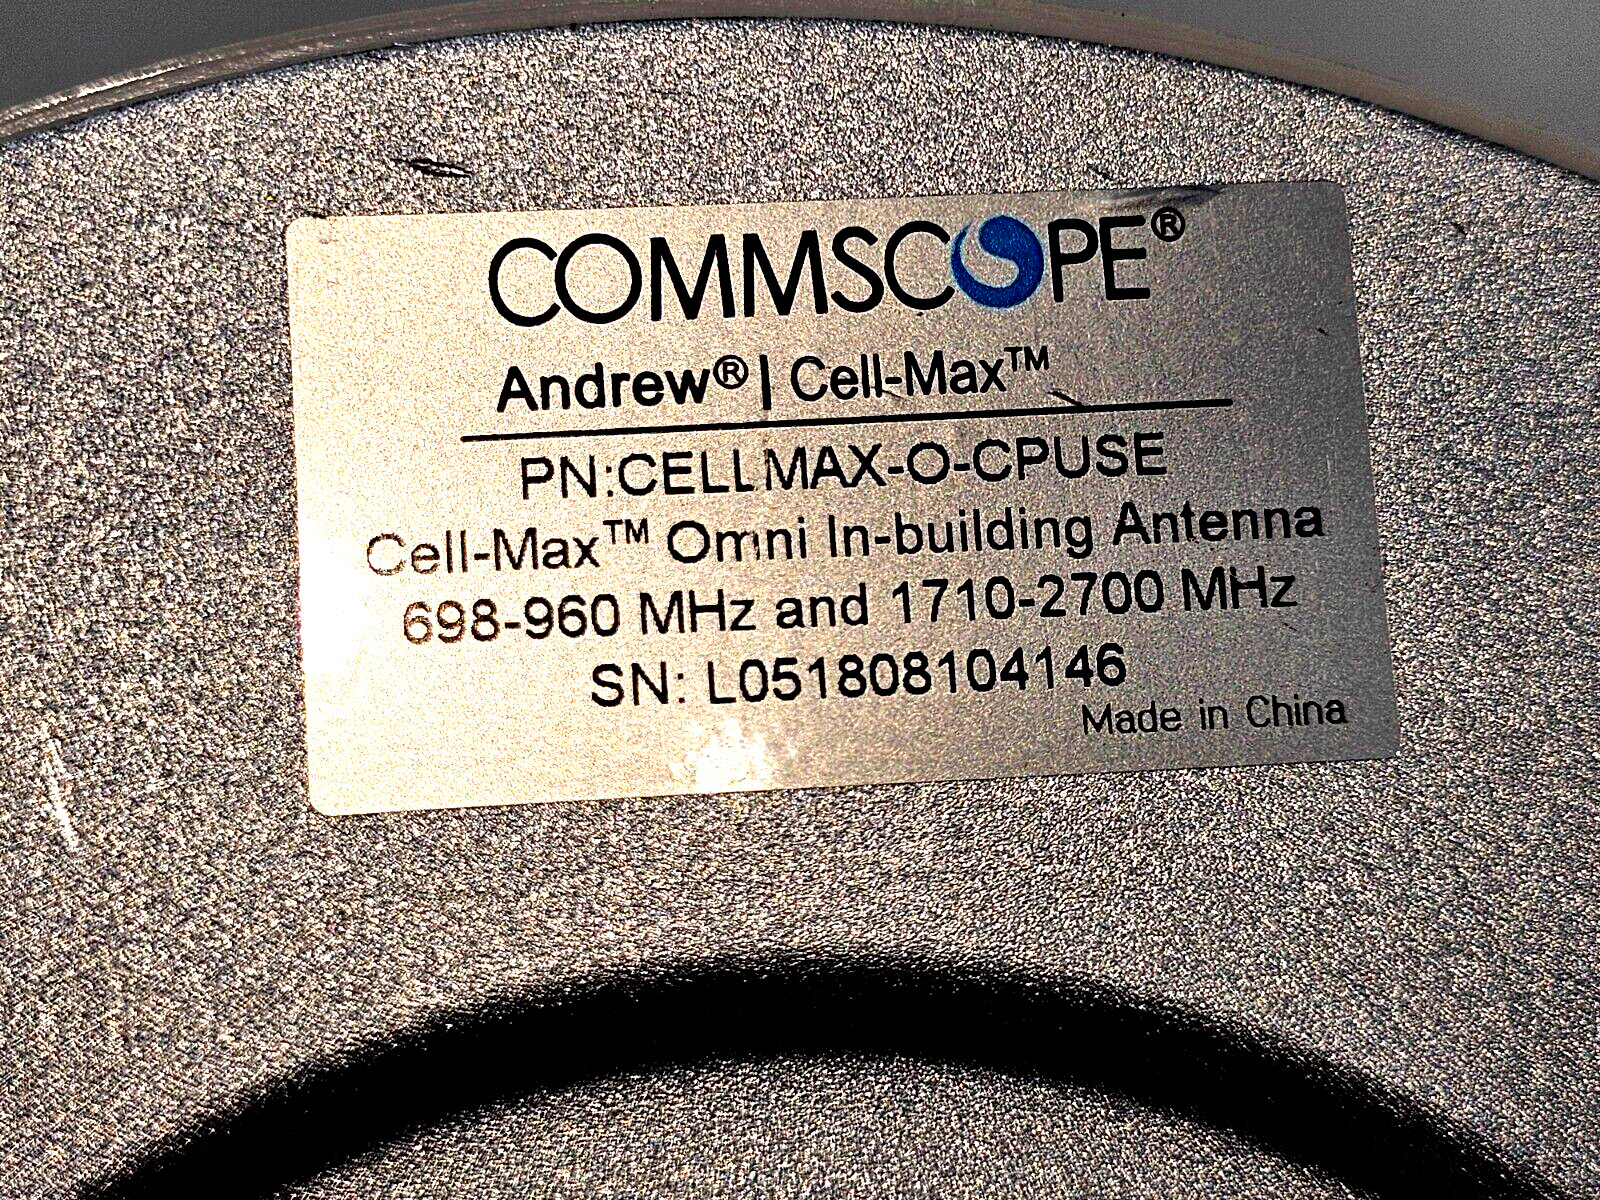 COMMSCOPE®
Andrew® | Cell-Max™
PN:CELLMAX-O-CPUSE
Cell-Max™ Omni In-building Antenna
698-960 MHz and 1710-2700 MHz
SN: L051808104146
Made in China